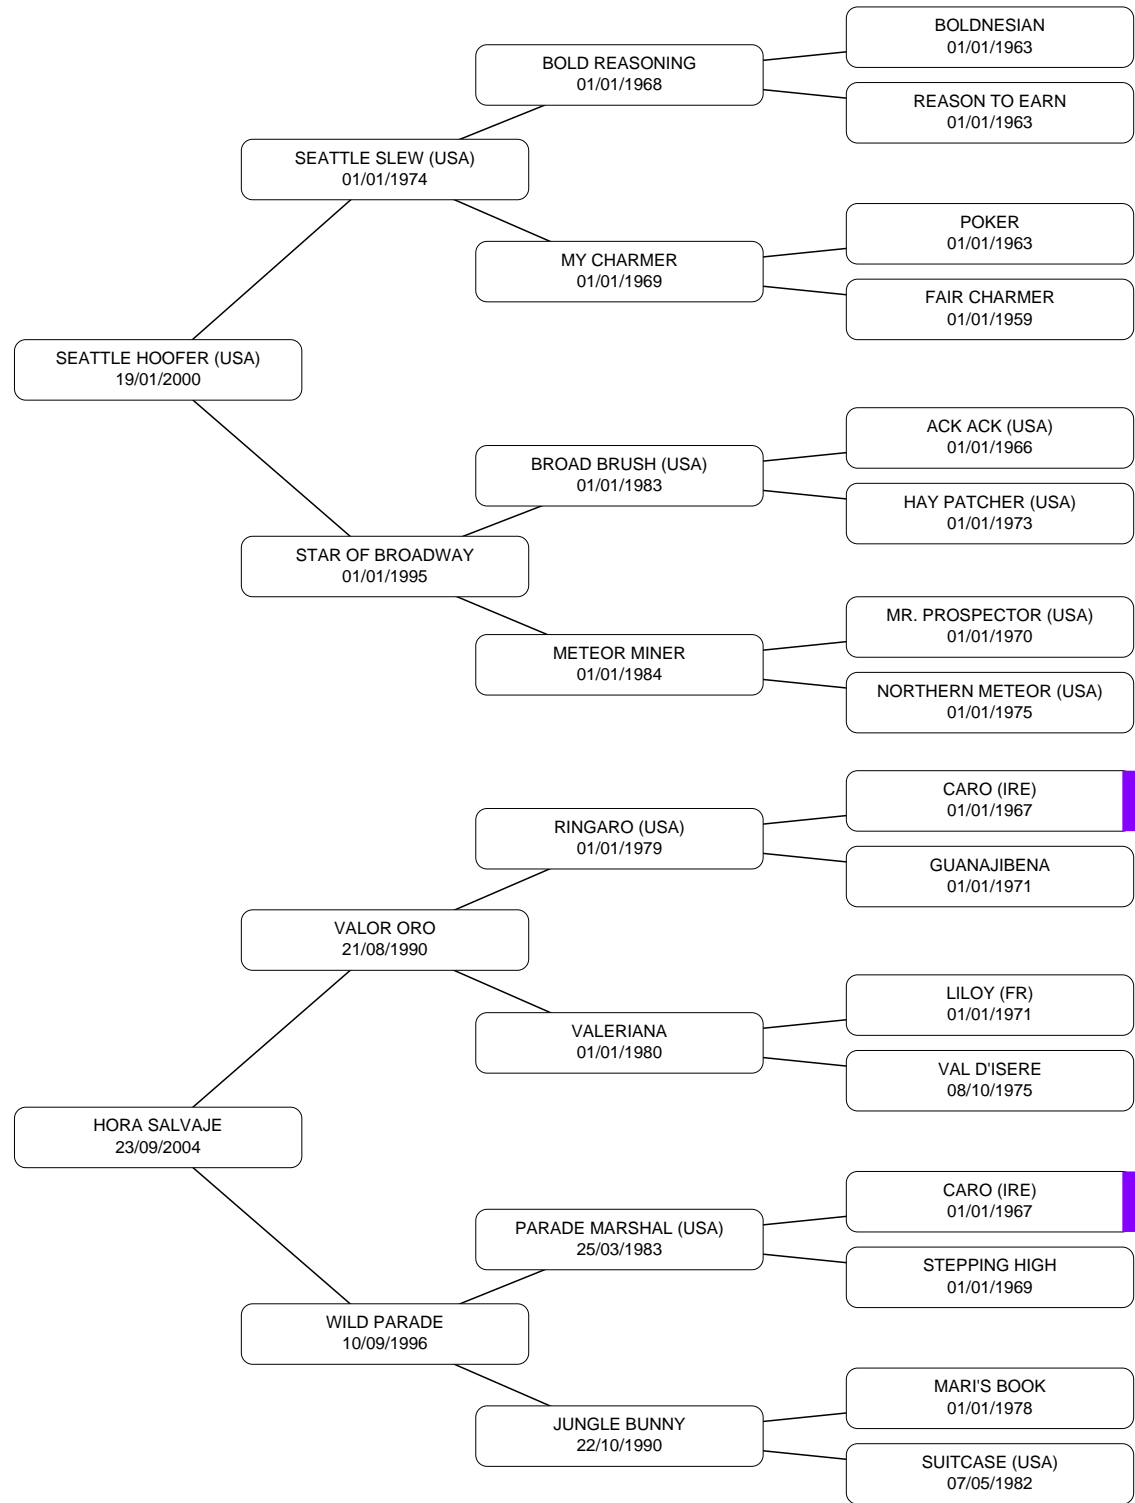 BOLDNESIAN
01/01/1963
BOLD REASONING
01/01/1968
REASON TO EARN
01/01/1963
SEATTLE SLEW (USA)
01/01/1974
POKER
01/01/1963
MY CHARMER
01/01/1969
FAIR CHARMER
01/01/1959
SEATTLE HOOFER (USA)
19/01/2000
ACK ACK (USA)
01/01/1966
BROAD BRUSH (USA)
01/01/1983
HAY PATCHER (USA)
01/01/1973
STAR OF BROADWAY
01/01/1995
MR. PROSPECTOR (USA)
01/01/1970
METEOR MINER
01/01/1984
NORTHERN METEOR (USA)
01/01/1975
CARO (IRE)
01/01/1967
RINGARO (USA)
01/01/1979
GUANAJIBENA
01/01/1971
VALOR ORO
21/08/1990
LILOY (FR)
01/01/1971
VALERIANA
01/01/1980
VAL D'ISERE
08/10/1975
HORA SALVAJE
23/09/2004
CARO (IRE)
01/01/1967
PARADE MARSHAL (USA)
25/03/1983
STEPPING HIGH
01/01/1969
WILD PARADE
10/09/1996
MARI'S BOOK
01/01/1978
JUNGLE BUNNY
22/10/1990
SUITCASE (USA)
07/05/1982